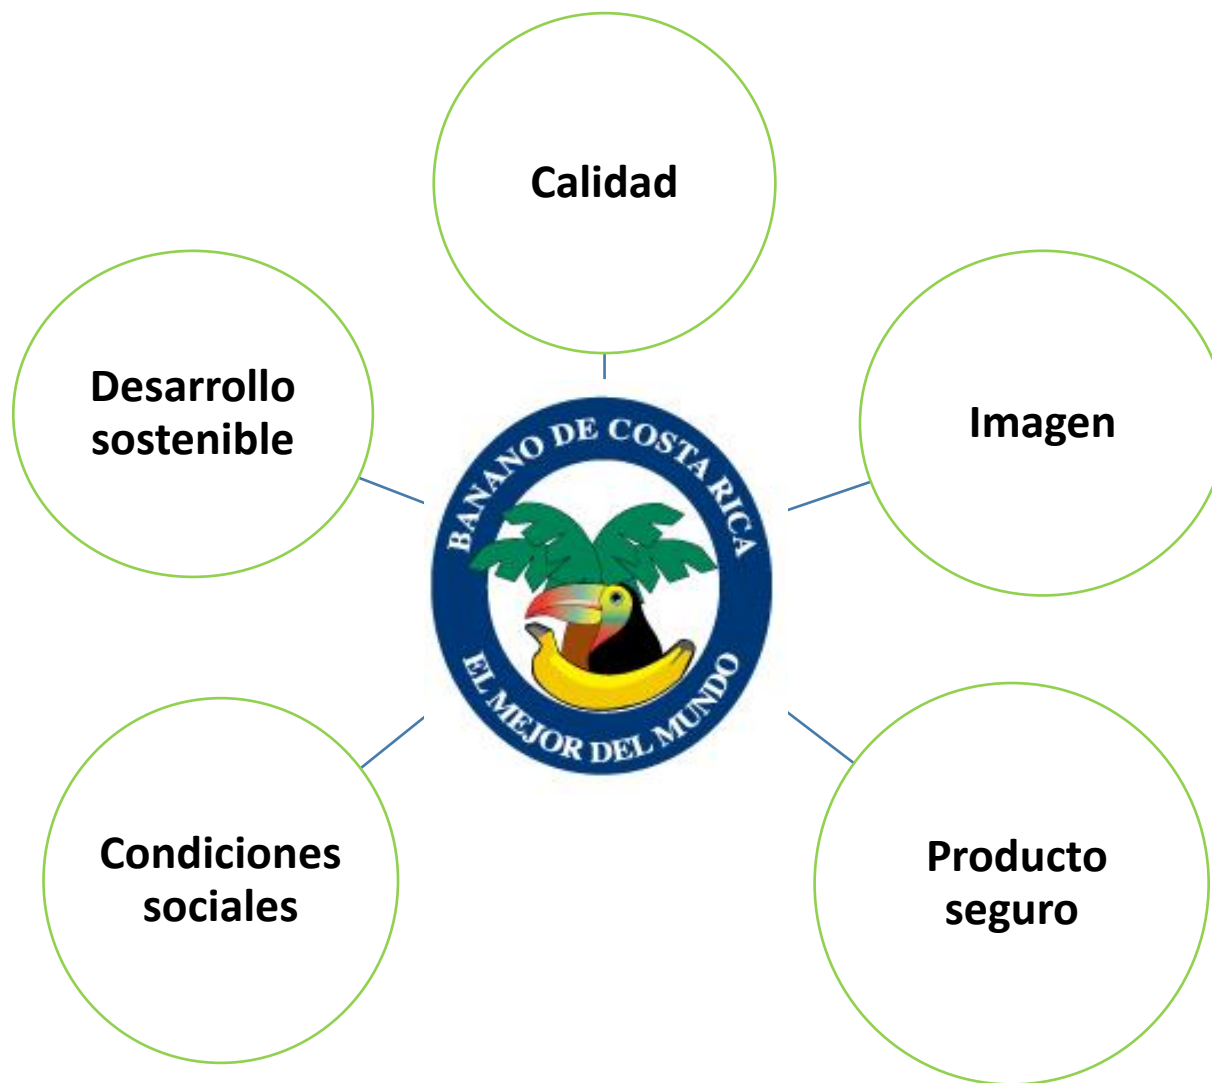 Calidad
Desarrollo
sostenible
Imagen
BANANO DE COSTA RICA
EL MEJOR DEL MUNDO
Condiciones
sociales
Producto
seguro